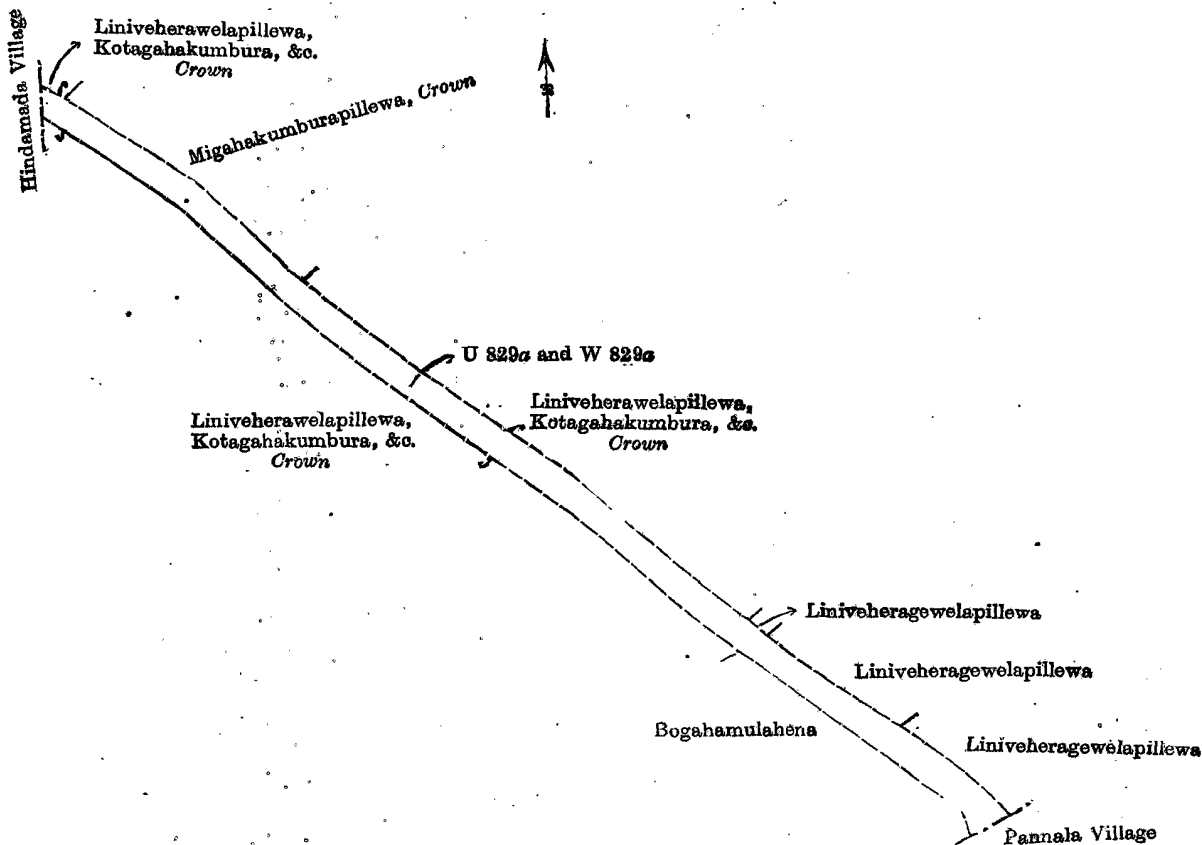 Hindamada Village
Liniveherawelapillewa,
Kotagahakumbura, &c.
Crown
Migahakumburapillewa, Crown
U 829a and W 829a
Liniveherawelapillewa,
Kotagahakumbura, &c.
Crown
Liniveherawelapillewa,
Kotagahakumbura, &c.
Crown
Liniveheragewelapillewa
Liniveheragewelapillewa
Bogahamulahena
Liniveheragewelapillewa
Pannala Village